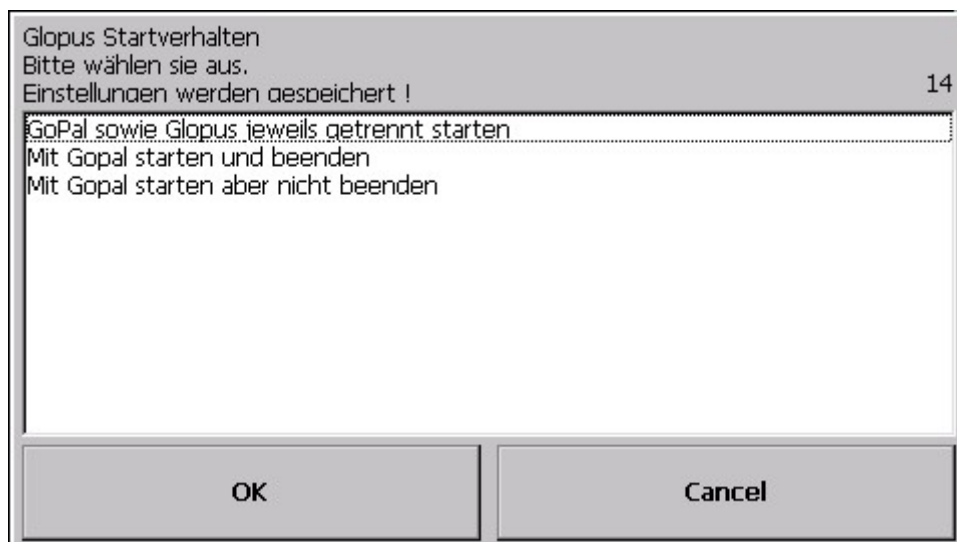 Glopus Startverhalten
Bitte wählen sie aus.
Einstellungen werden gespeichert !
14
GoPal sowie Glopus jeweils getrennt starten
Mit Gopal starten und beenden
Mit Gopal starten aber nicht beenden
OK
Cancel